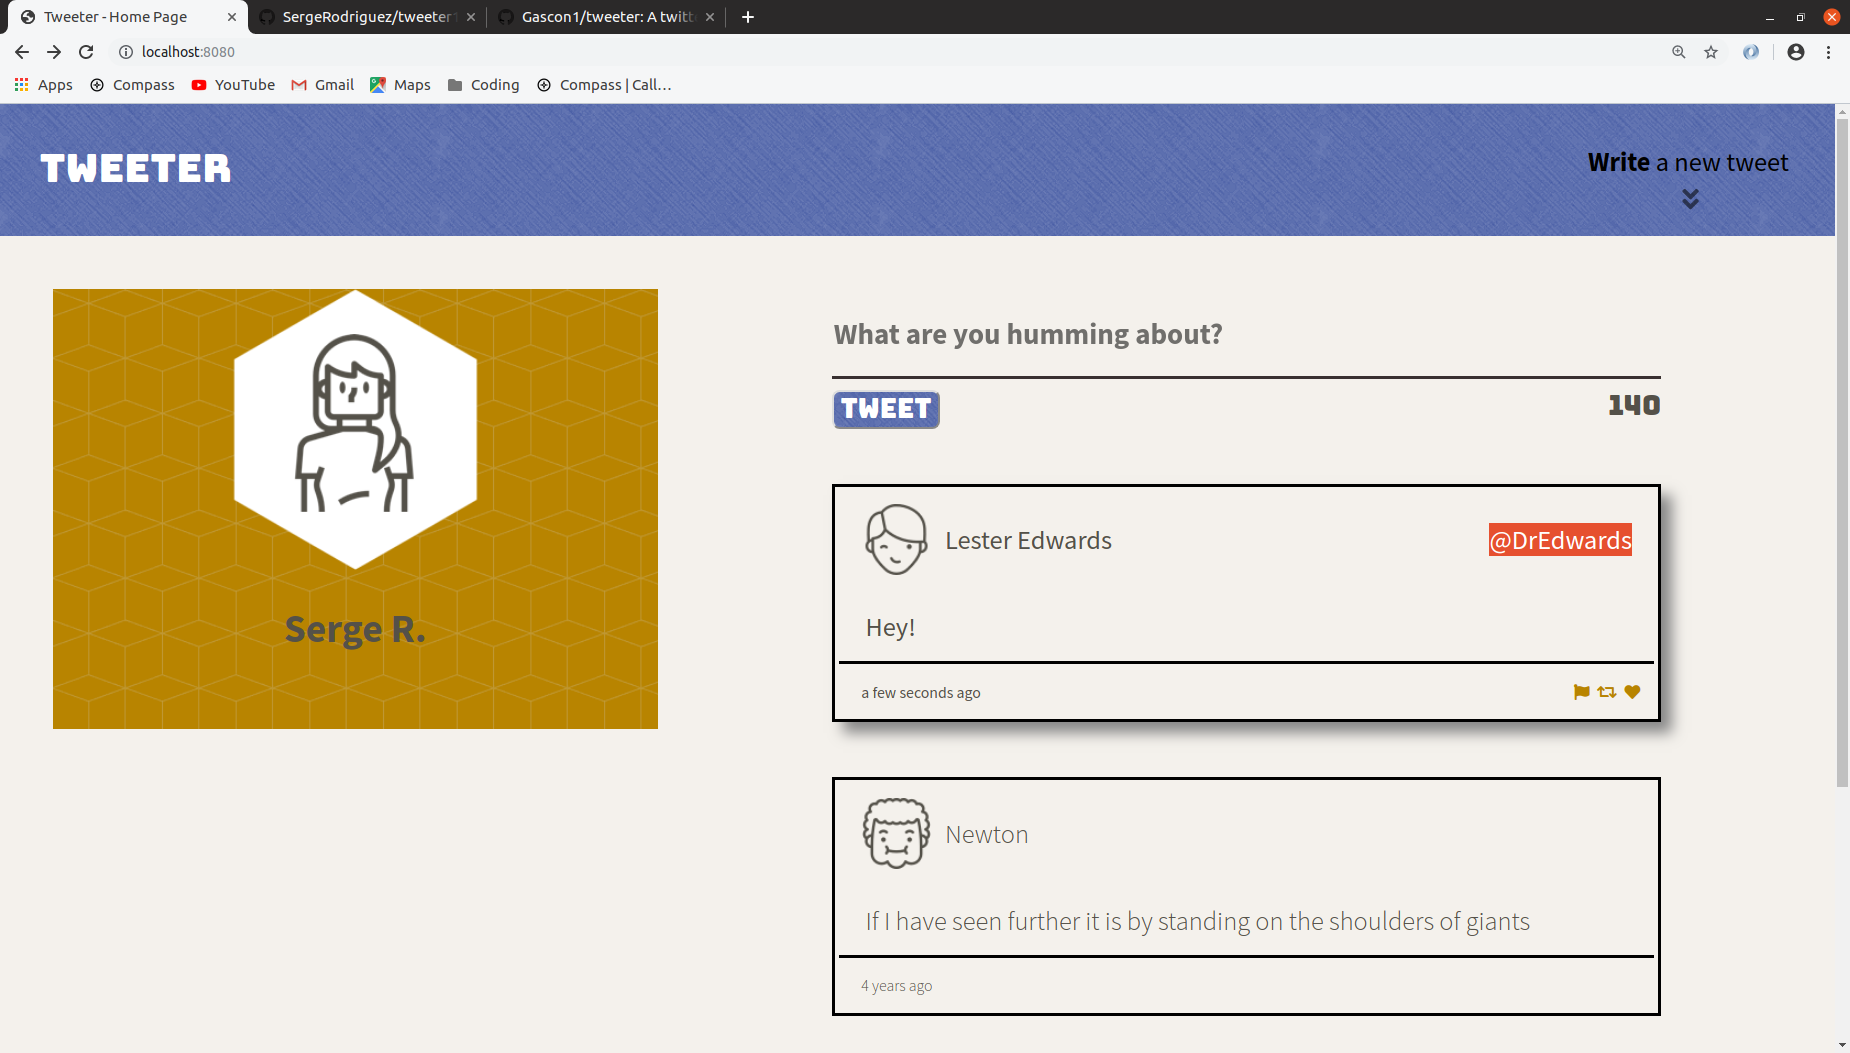 Tweeter - Home Page
SergeRodriguez/tweeter
Gascon1/tweeter: A twitt
localhost:8080
Apps
Compass
YouTube
Gmail
Maps
Coding
Compass | Call...
TWEETER
Write a new tweet
Serge R.
What are you humming about?
TWEET
140
Lester Edwards
@DrEdwards
Hey!
a few seconds ago
Newton
If I have seen further it is by standing on the shoulders of giants
4 years ago